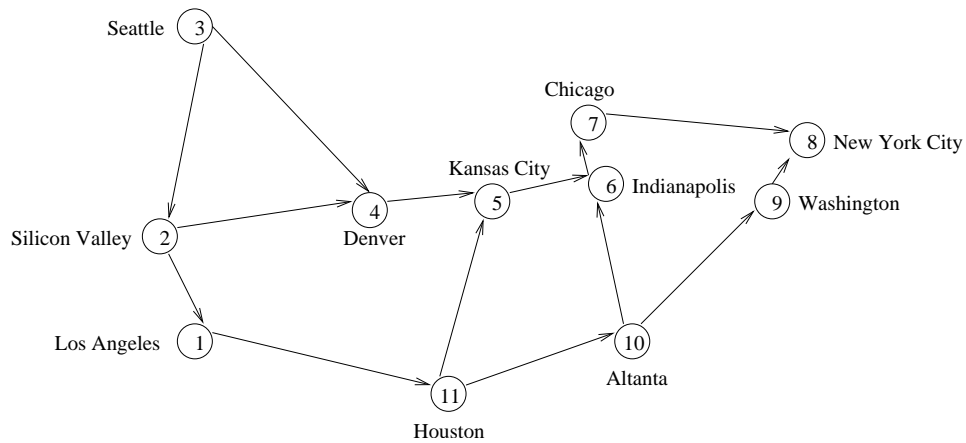 Seattle
3
Chicago
7
8
New York City
Kansas City
5
6
Indianapolis
9
Washington
4
Denver
Silicon Valley
2
Los Angeles
1
10
Altanta
11
Houston